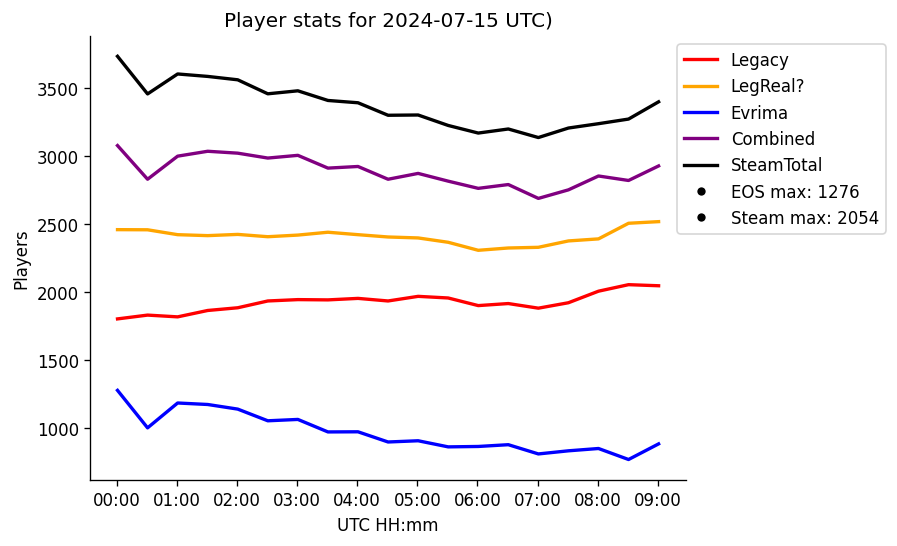 Player stats for 2024-07-15 UTC)
Legacy
LegReal?
Evrima
Combined
SteamTotal
EOS max: 1276
Steam max: 2054
Players
3500
3000
2500
2000
1500
1000
00:00 01:00 02:00 03:00 04:00 05:00 06:00 07:00 08:00 09:00
UTC HH:mm